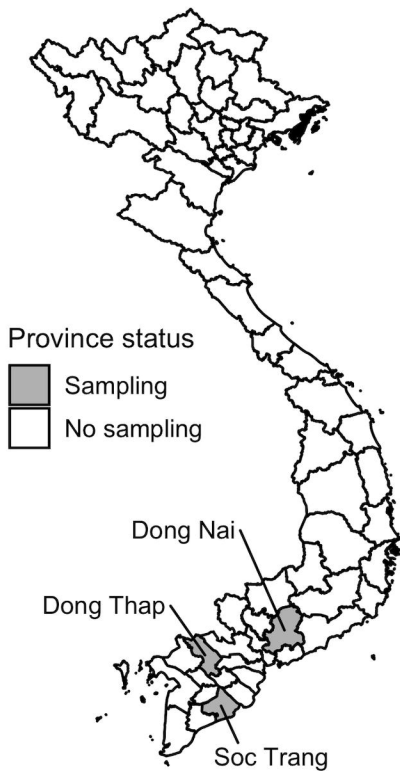 Province status
Sampling
No sampling
Dong Nai
Dong Thap
Soc Trang